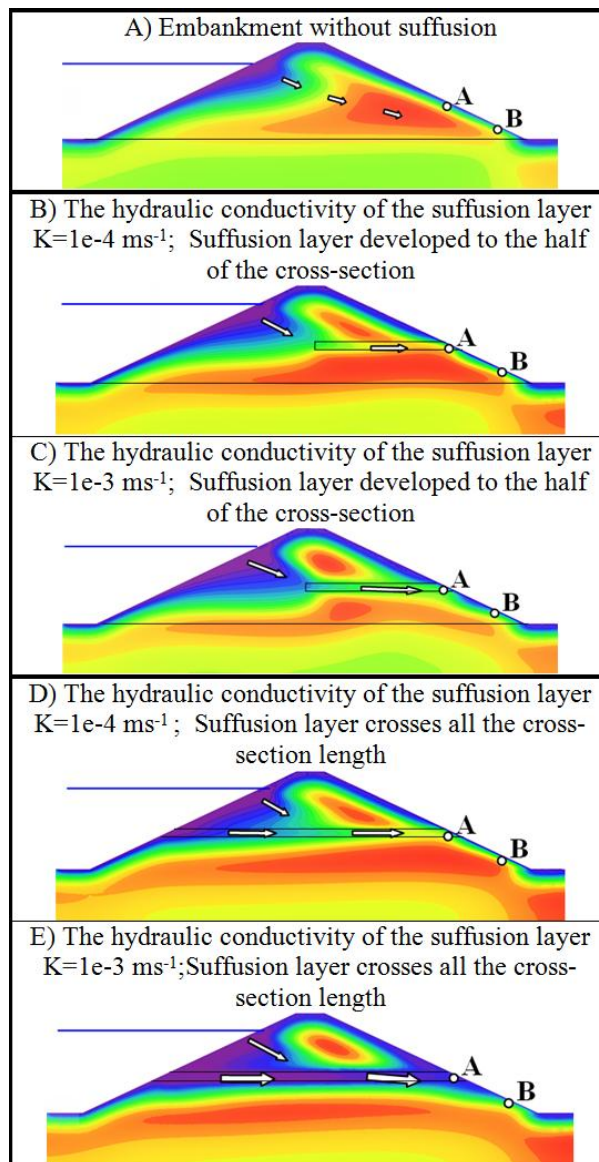 A) Embankment without suffusion
A
B
B) The hydraulic conductivity of the suffusion layer
K=1e-4 ms-1;  Suffusion layer developed to the half
of the cross-section
A
B
C) The hydraulic conductivity of the suffusion layer
K=1e-3 ms-1;  Suffusion layer developed to the half
of the cross-section
A
B
D) The hydraulic conductivity of the suffusion layer
K=1e-4 ms-1 ;  Suffusion layer crosses all the cross-
section length
A
B
E) The hydraulic conductivity of the suffusion layer
K=1e-3 ms-1;Suffusion layer crosses all the cross-
section length
A
B